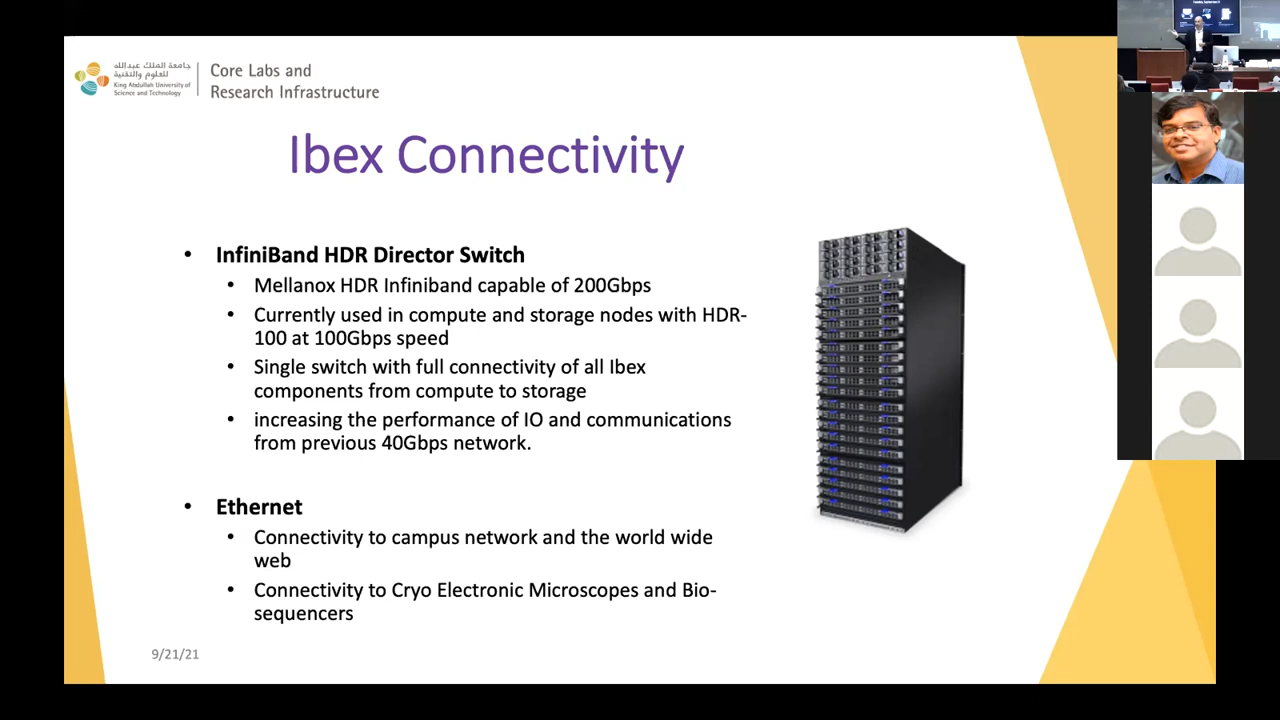 جامعة الملك عبدالله
للعلوم والتقنية
King Abdullah University of
Science and Technology
Core Labs and
Research Infrastructure
Ibex Connectivity
• InfiniBand HDR Director Switch
• Mellanox HDR Infiniband capable of 200Gbps
• Currently used in compute and storage nodes with HDR-
100 at 100Gbps speed
• Single switch with full connectivity of all Ibex
components from compute to storage
• increasing the performance of IO and communications
from previous 40Gbps network.
• Ethernet
• Connectivity to campus network and the world wide
web
• Connectivity to Cryo Electronic Microscopes and Bio-
sequencers
9/21/21